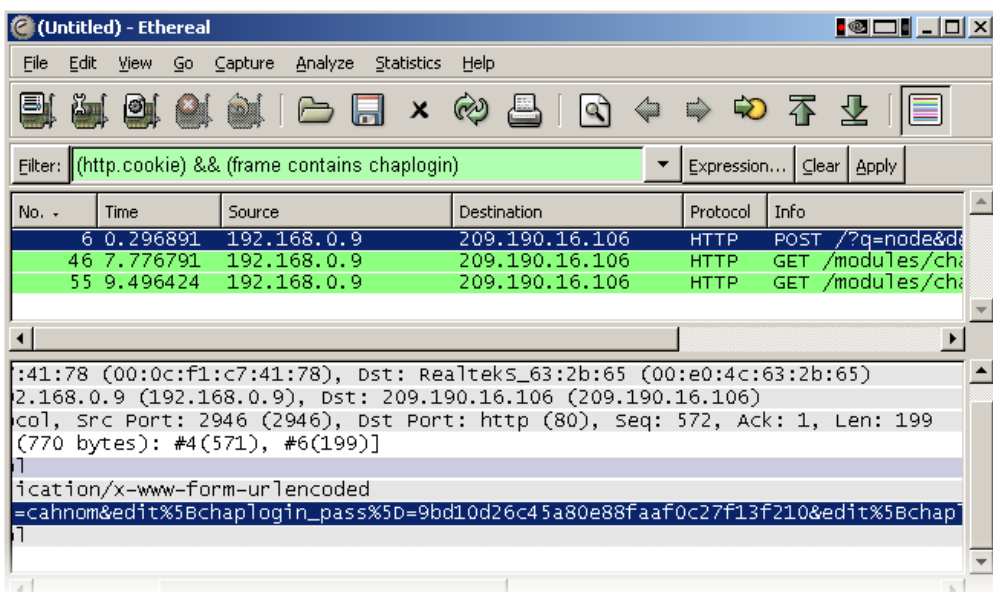 (Untitled) - Ethereal
File Edit View Go Capture Analyze Statistics Help
Filter: (http.cookie) && (frame contains chaplogin) Expression... Clear Apply
No. Time Source Destination Protocol Info
6 0.296891 192.168.0.9 209.190.16.106 HTTP POST /?q=node&de
46 7.776791 192.168.0.9 209.190.16.106 HTTP GET /modules/cha
55 9.496424 192.168.0.9 209.190.16.106 HTTP GET /modules/cha
:41:78 (00:0c:f1:c7:41:78), Dst: RealtekS_63:2b:65 (00:e0:4c:63:2b:65)
2.168.0.9 (192.168.0.9), Dst: 209.190.16.106 (209.190.16.106)
col, Src Port: 2946 (2946), Dst Port: http (80), Seq: 572, Ack: 1, Len: 199
(770 bytes): #4(571), #6(199)]
l
ication/x-www-form-urlencoded
=cahnom&edit%5Bchaplogin_pass%5D=9bd10d26c45a80e88faaf0c27f13f210&edit%5Bchapl
l